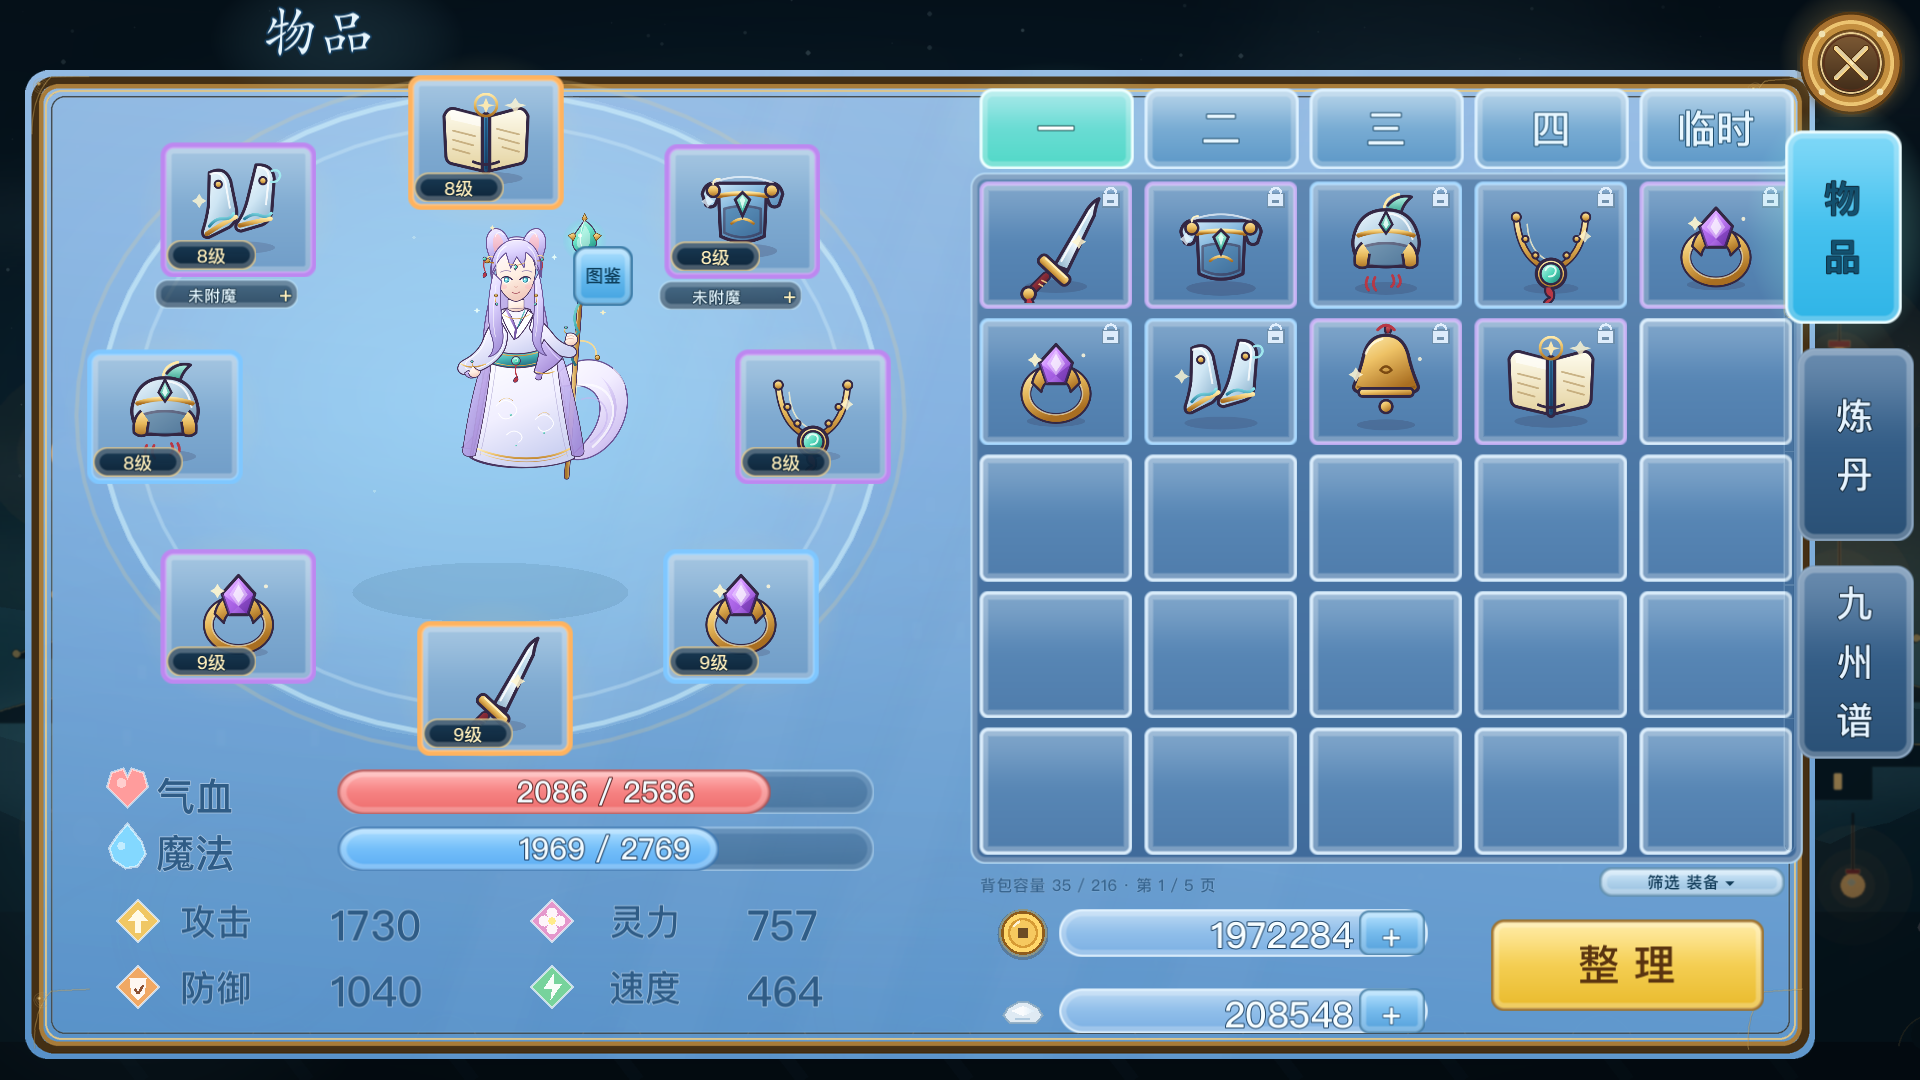 物品
8级
8级
8级
未附魔 +
未附魔 +
图鉴
8级
8级
9级
9级
9级
气血 2086 / 2586
魔法 1969 / 2769
攻击 1730 灵力 757
防御 1040 速度 464
一 二 三 四 临时
背包容量 35 / 216 · 第 1 / 5 页
筛选 装备
1972284 +
208548 +
整理
物品
炼丹
九州谱